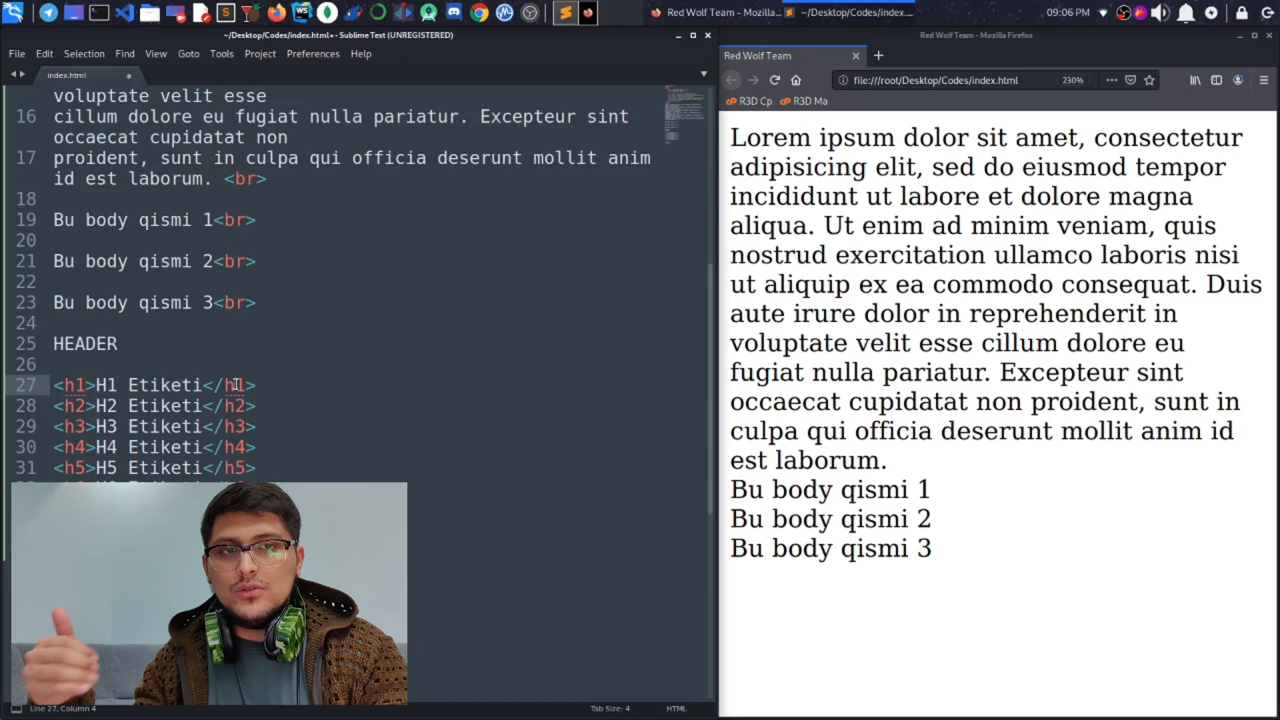 09:06 PM
Red Wolf Team - Mozilla...
~/Desktop/Codes/index....
~/Desktop/Codes/index.html • - Sublime Text (UNREGISTERED)
File Edit Selection Find View Goto Tools Project Preferences Help
index.html
voluptate velit esse
16 cillum dolore eu fugiat nulla pariatur. Excepteur sint
occaecat cupidatat non
17 proident, sunt in culpa qui officia deserunt mollit anim
id est laborum. <br>
18
19 Bu body qismi 1<br>
20
21 Bu body qismi 2<br>
22
23 Bu body qismi 3<br>
24
25 HEADER
26
27 <h1>H1 Etiketi</h1>
28 <h2>H2 Etiketi</h2>
29 <h3>H3 Etiketi</h3>
30 <h4>H4 Etiketi</h4>
31 <h5>H5 Etiketi</h5>
Line 27, Column 4
Tab Size: 4
HTML
Red Wolf Team - Mozilla Firefox
Red Wolf Team
file:///root/Desktop/Codes/index.html
230%
R3D Cp R3D Ma
Lorem ipsum dolor sit amet, consectetur
adipisicing elit, sed do eiusmod tempor
incididunt ut labore et dolore magna
aliqua. Ut enim ad minim veniam, quis
nostrud exercitation ullamco laboris nisi
ut aliquip ex ea commodo consequat. Duis
aute irure dolor in reprehenderit in
voluptate velit esse cillum dolore eu
fugiat nulla pariatur. Excepteur sint
occaecat cupidatat non proident, sunt in
culpa qui officia deserunt mollit anim id
est laborum.
Bu body qismi 1
Bu body qismi 2
Bu body qismi 3